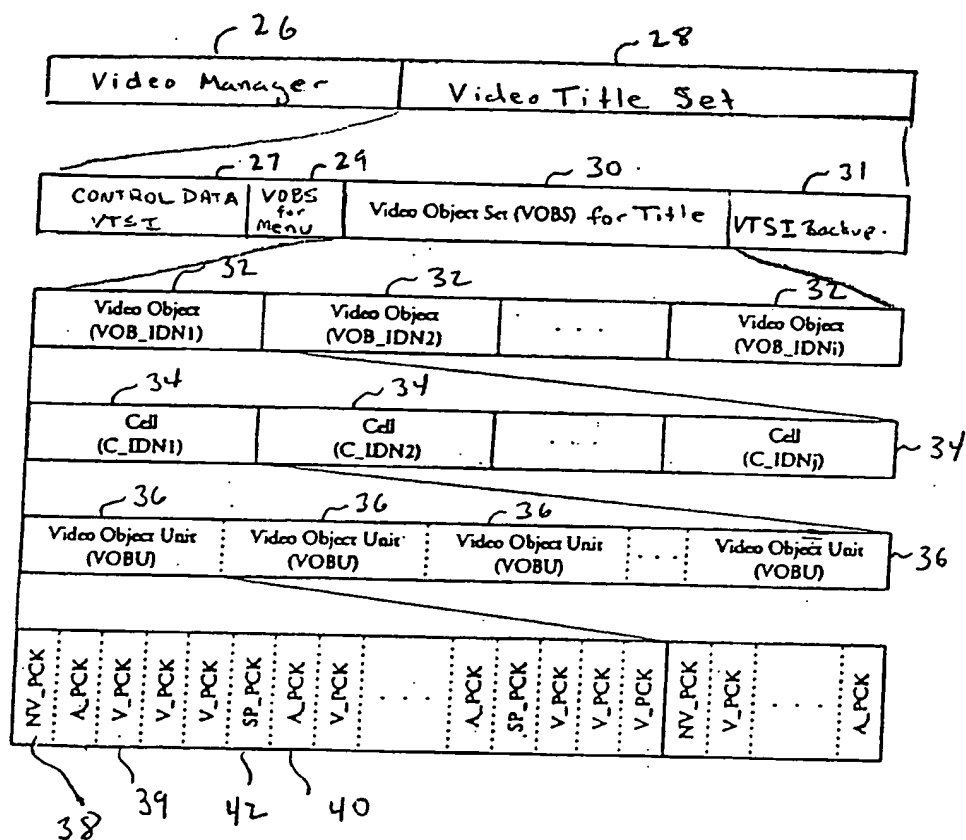 26
28
Video Manager
Video Title Set
27
29
30
31
CONTROL DATA
VTSI
VOBS
for
Menu
Video Object Set (VOBS) for Title
VTSI Backup.
32
32
32
Video Object
(VOB_IDN1)
Video Object
(VOB_IDN2)
. . . .
Video Object
(VOB_IDNi)
34
34
Cell
(C_IDN1)
Cell
(C_IDN2)
. . . .
Cell
(C_IDNj)
34
36
36
36
Video Object Unit
(VOBU)
Video Object Unit
(VOBU)
Video Object Unit
(VOBU)
. . .
Video Object Unit
(VOBU)
36
NV_PCK
A_PCK
V_PCK
V_PCK
V_PCK
SP_PCK
A_PCK
V_PCK
. . . .
A_PCK
SP_PCK
V_PCK
V_PCK
V_PCK
NV_PCK
V_PCK
. . . .
A_PCK
38
39
42
40